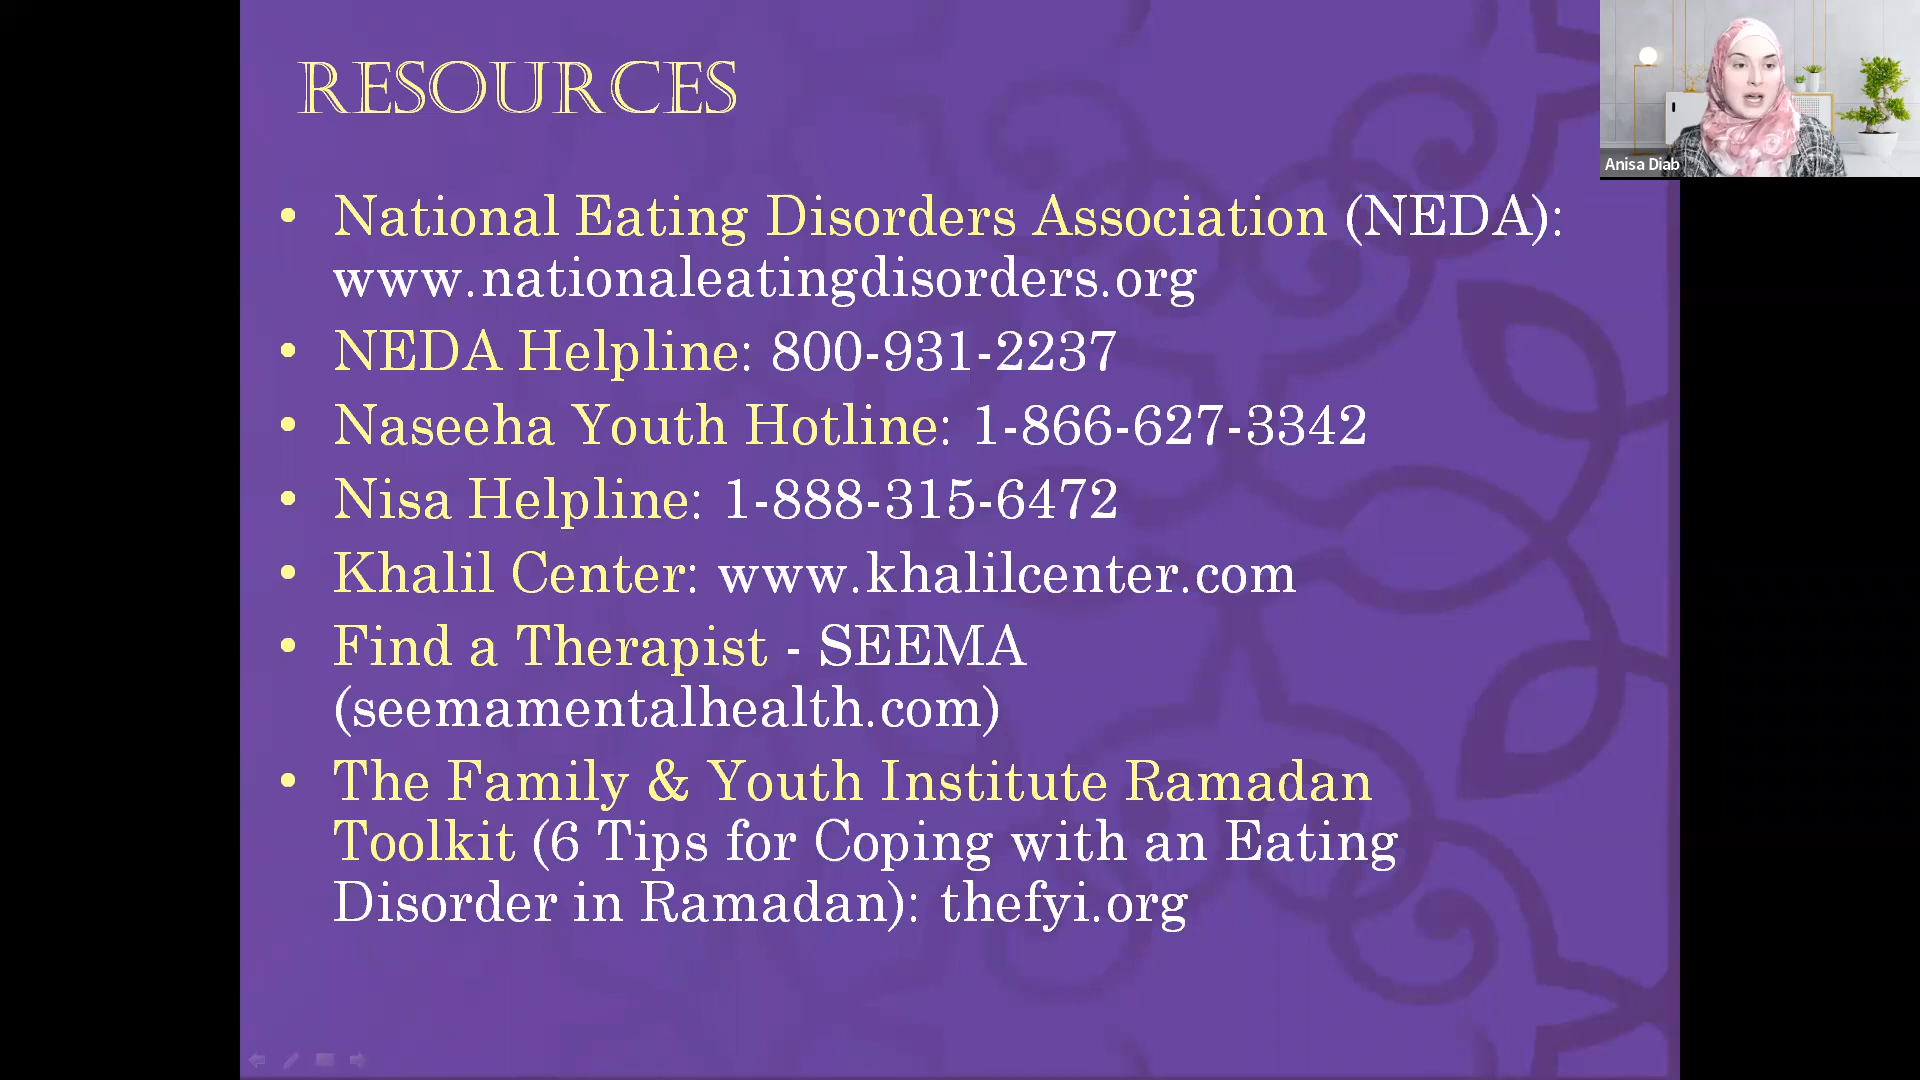 RESOURCES
• National Eating Disorders Association (NEDA):
www.nationaleatingdisorders.org
• NEDA Helpline: 800-931-2237
• Naseeha Youth Hotline: 1-866-627-3342
• Nisa Helpline: 1-888-315-6472
• Khalil Center: www.khalilcenter.com
• Find a Therapist - SEEMA
(seemamentalhealth.com)
• The Family & Youth Institute Ramadan
Toolkit (6 Tips for Coping with an Eating
Disorder in Ramadan): thefyi.org
Anisa Diab